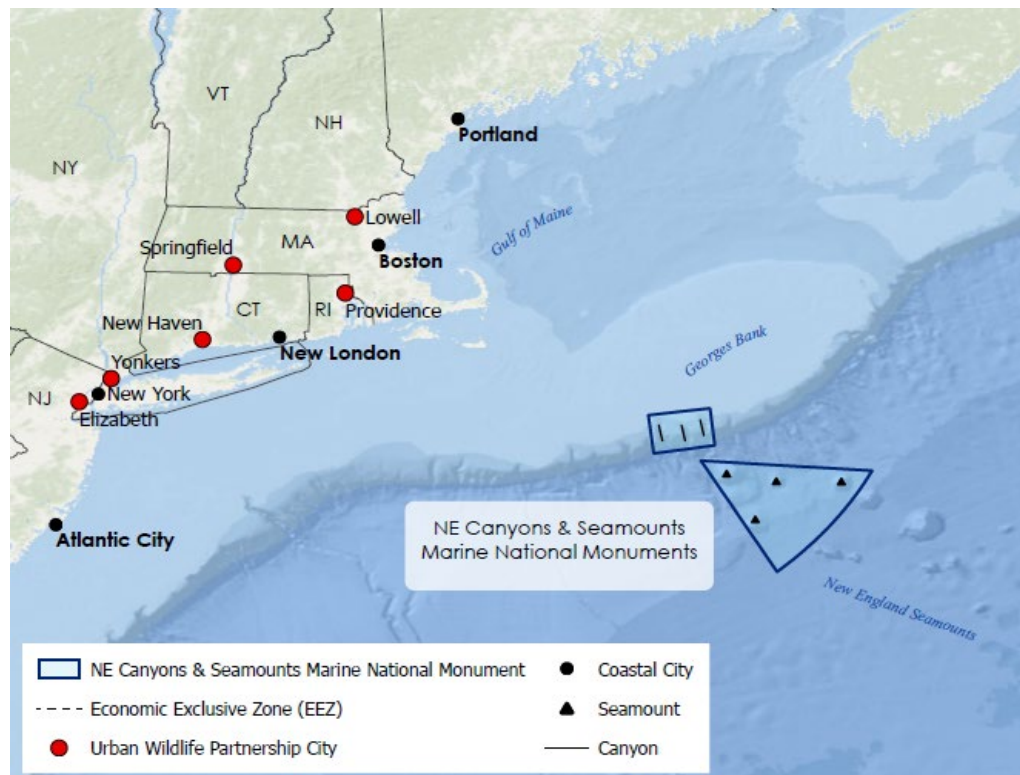 VT
NH
NY
Portland
Gulf of Maine
Lowell
MA
Springfield
Boston
CT
RI
Providence
New Haven
New London
Georges Bank
Yonkers
NJ
New York
Elizabeth
Atlantic City
NE Canyons & Seamounts
Marine National Monuments
New England Seamounts
NE Canyons & Seamounts Marine National Monument
Coastal City
Economic Exclusive Zone (EEZ)
Seamount
Urban Wildlife Partnership City
Canyon